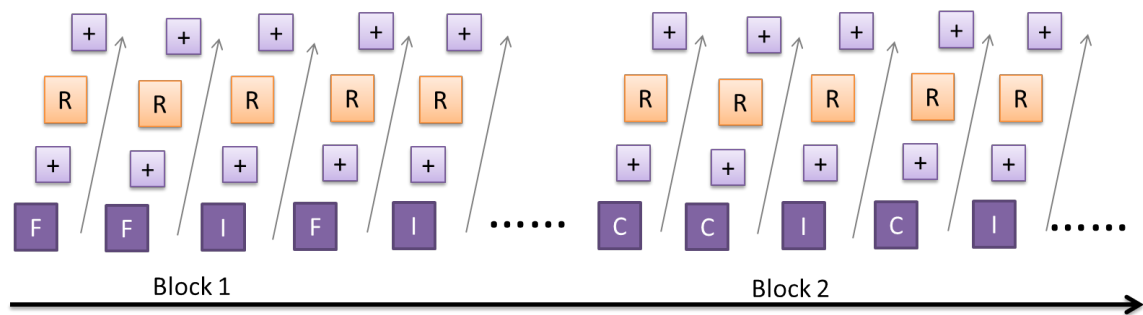 + + + + + + + + + +
R R R R R R R R R R
+ + + + + + + + + +
F F I F I ...... C C I C I ......
Block 1 Block 2